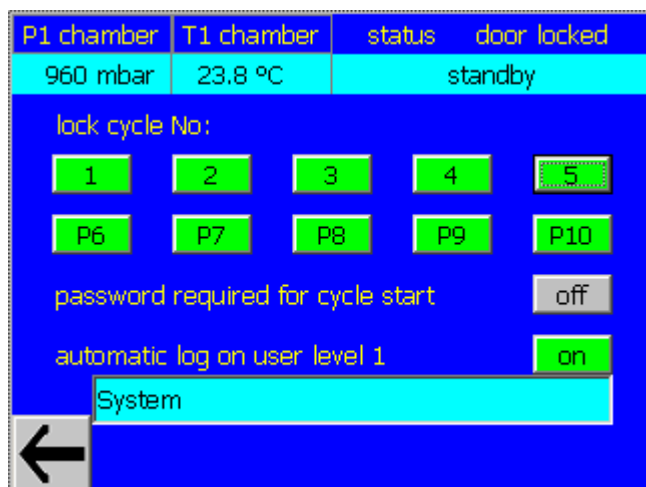 P1 chamber T1 chamber status door locked
960 mbar 23.8 ºC standby
lock cycle No:
1 2 3 4 5
P6 P7 P8 P9 P10
password required for cycle start off
automatic log on user level 1 on
System